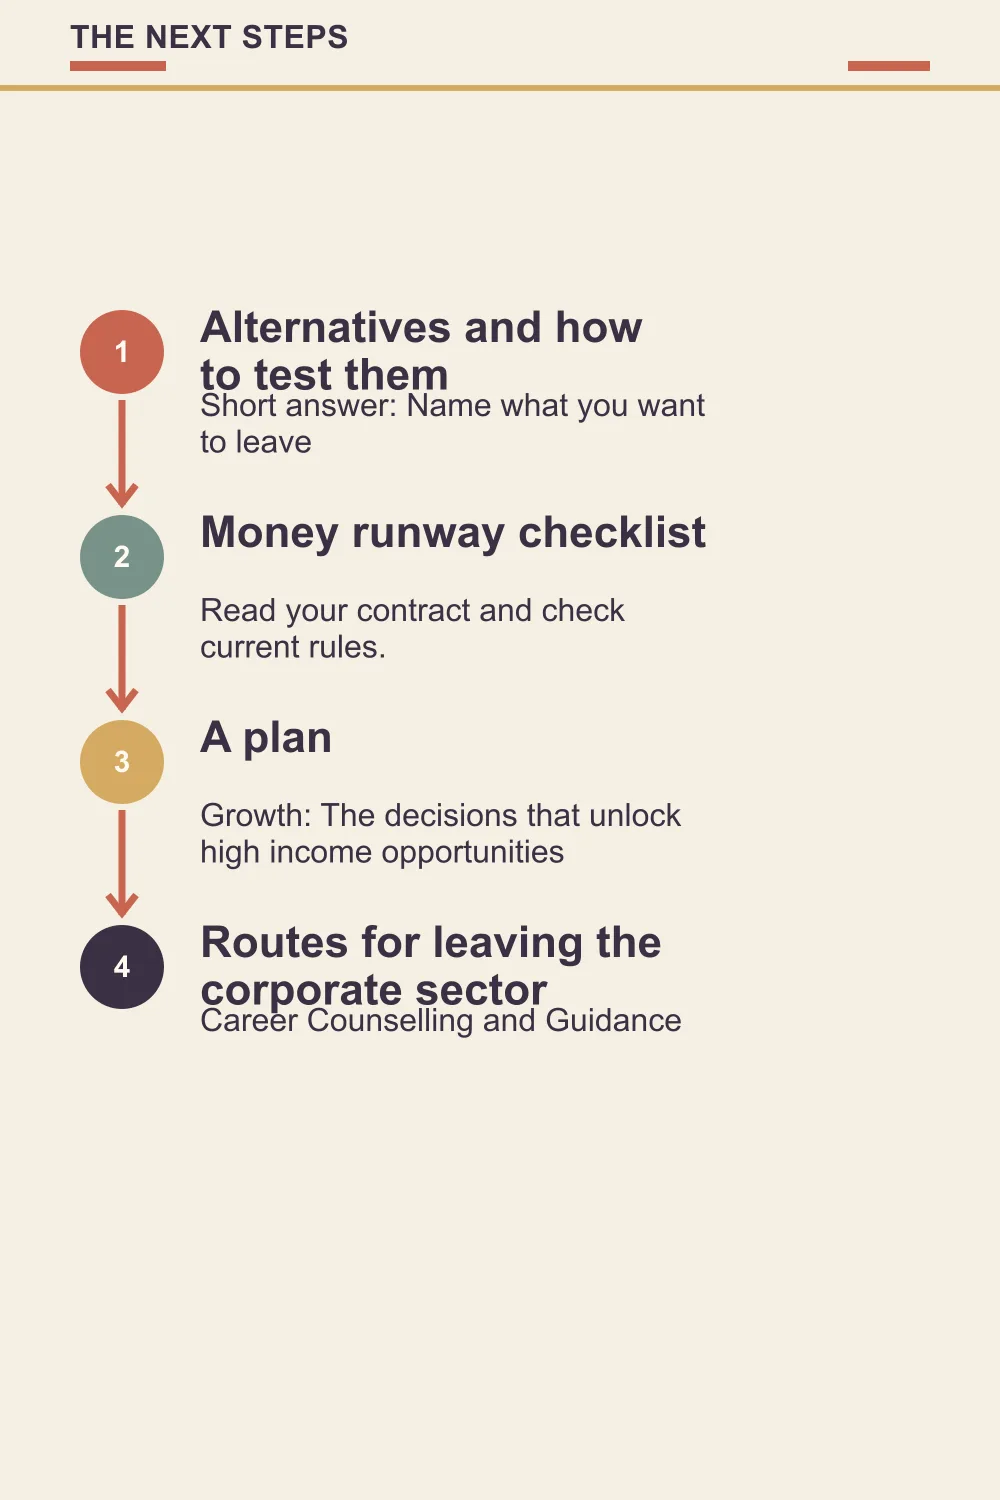 THE NEXT STEPS
1
Alternatives and how
to test them
Short answer: Name what you want
to leave
2
Money runway checklist
Read your contract and check
current rules.
3
A plan
Growth: The decisions that unlock
high income opportunities
4
Routes for leaving the
corporate sector
Career Counselling and Guidance